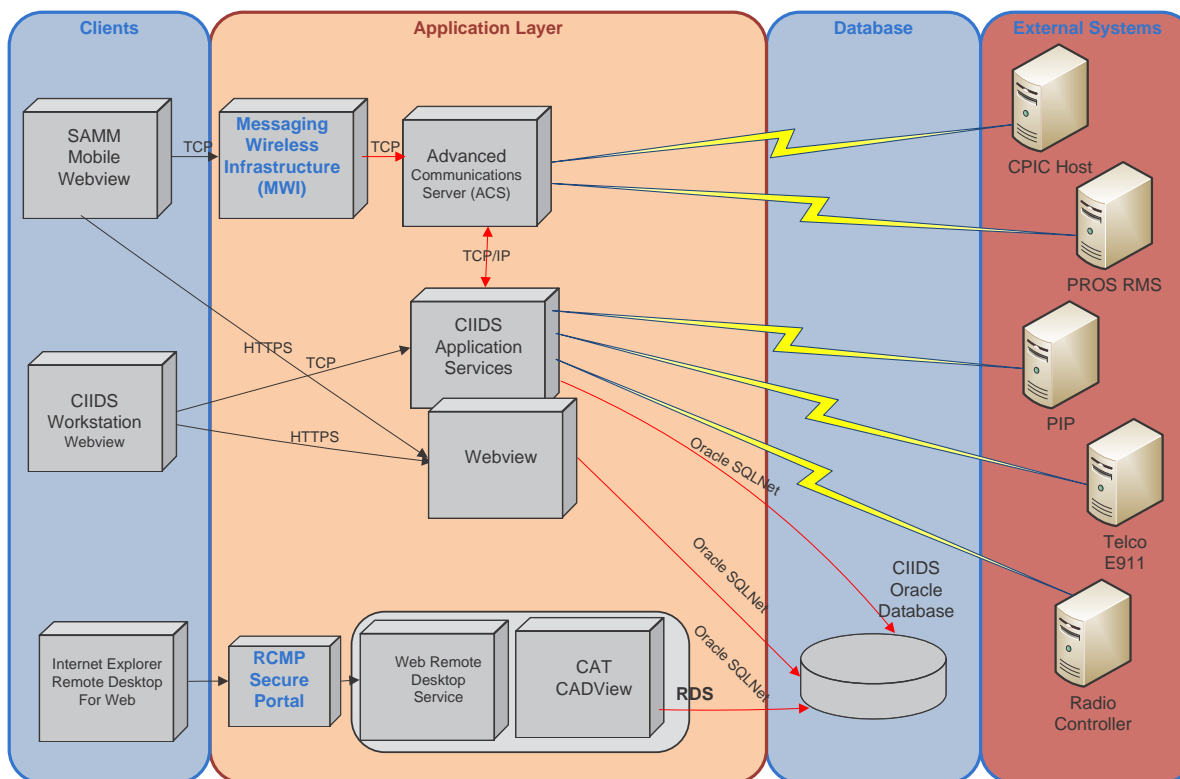 Clients
Application Layer
Database
External Systems
SAMM
Mobile
Webview
TCP
Messaging
Wireless
Infrastructure
(MWI)
TCP
Advanced
Communications
Server (ACS)
CPIC Host
PROS RMS
TCP/IP
CIIDS
Application
Services
HTTPS
TCP
CIIDS
Workstation
Webview
HTTPS
Webview
PIP
Oracle SQLNet
Telco
E911
Oracle SQLNet
CIIDS
Oracle
Database
Internet Explorer
Remote Desktop
For Web
RCMP
Secure
Portal
Web Remote
Desktop
Service
CAT
CADView
Oracle SQLNet
RDS
Radio
Controller